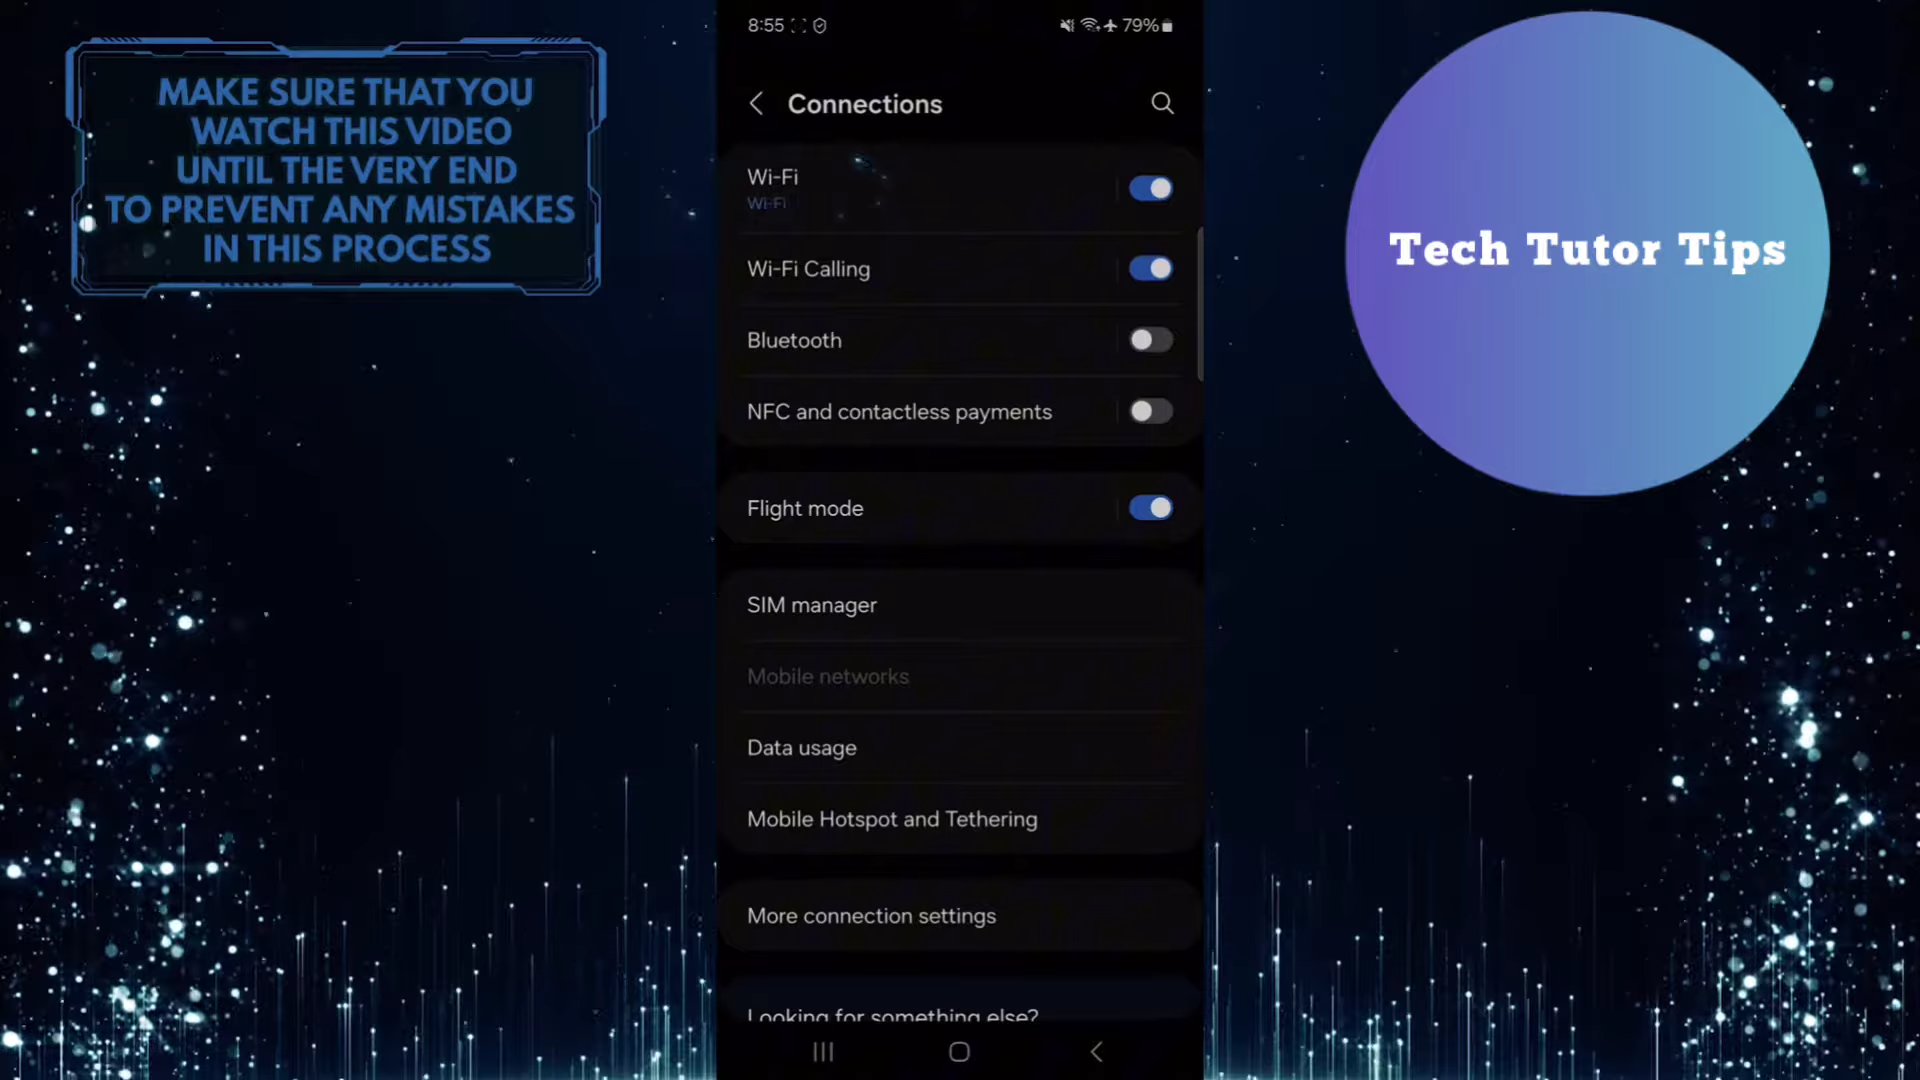 MAKE SURE THAT YOU
WATCH THIS VIDEO
UNTIL THE VERY END
TO PREVENT ANY MISTAKES
IN THIS PROCESS
8:55
79%
Connections
Wi-Fi
Wi-Fi
Wi-Fi Calling
Bluetooth
NFC and contactless payments
Flight mode
SIM manager
Mobile networks
Data usage
Mobile Hotspot and Tethering
More connection settings
Looking for something else?
Tech Tutor Tips